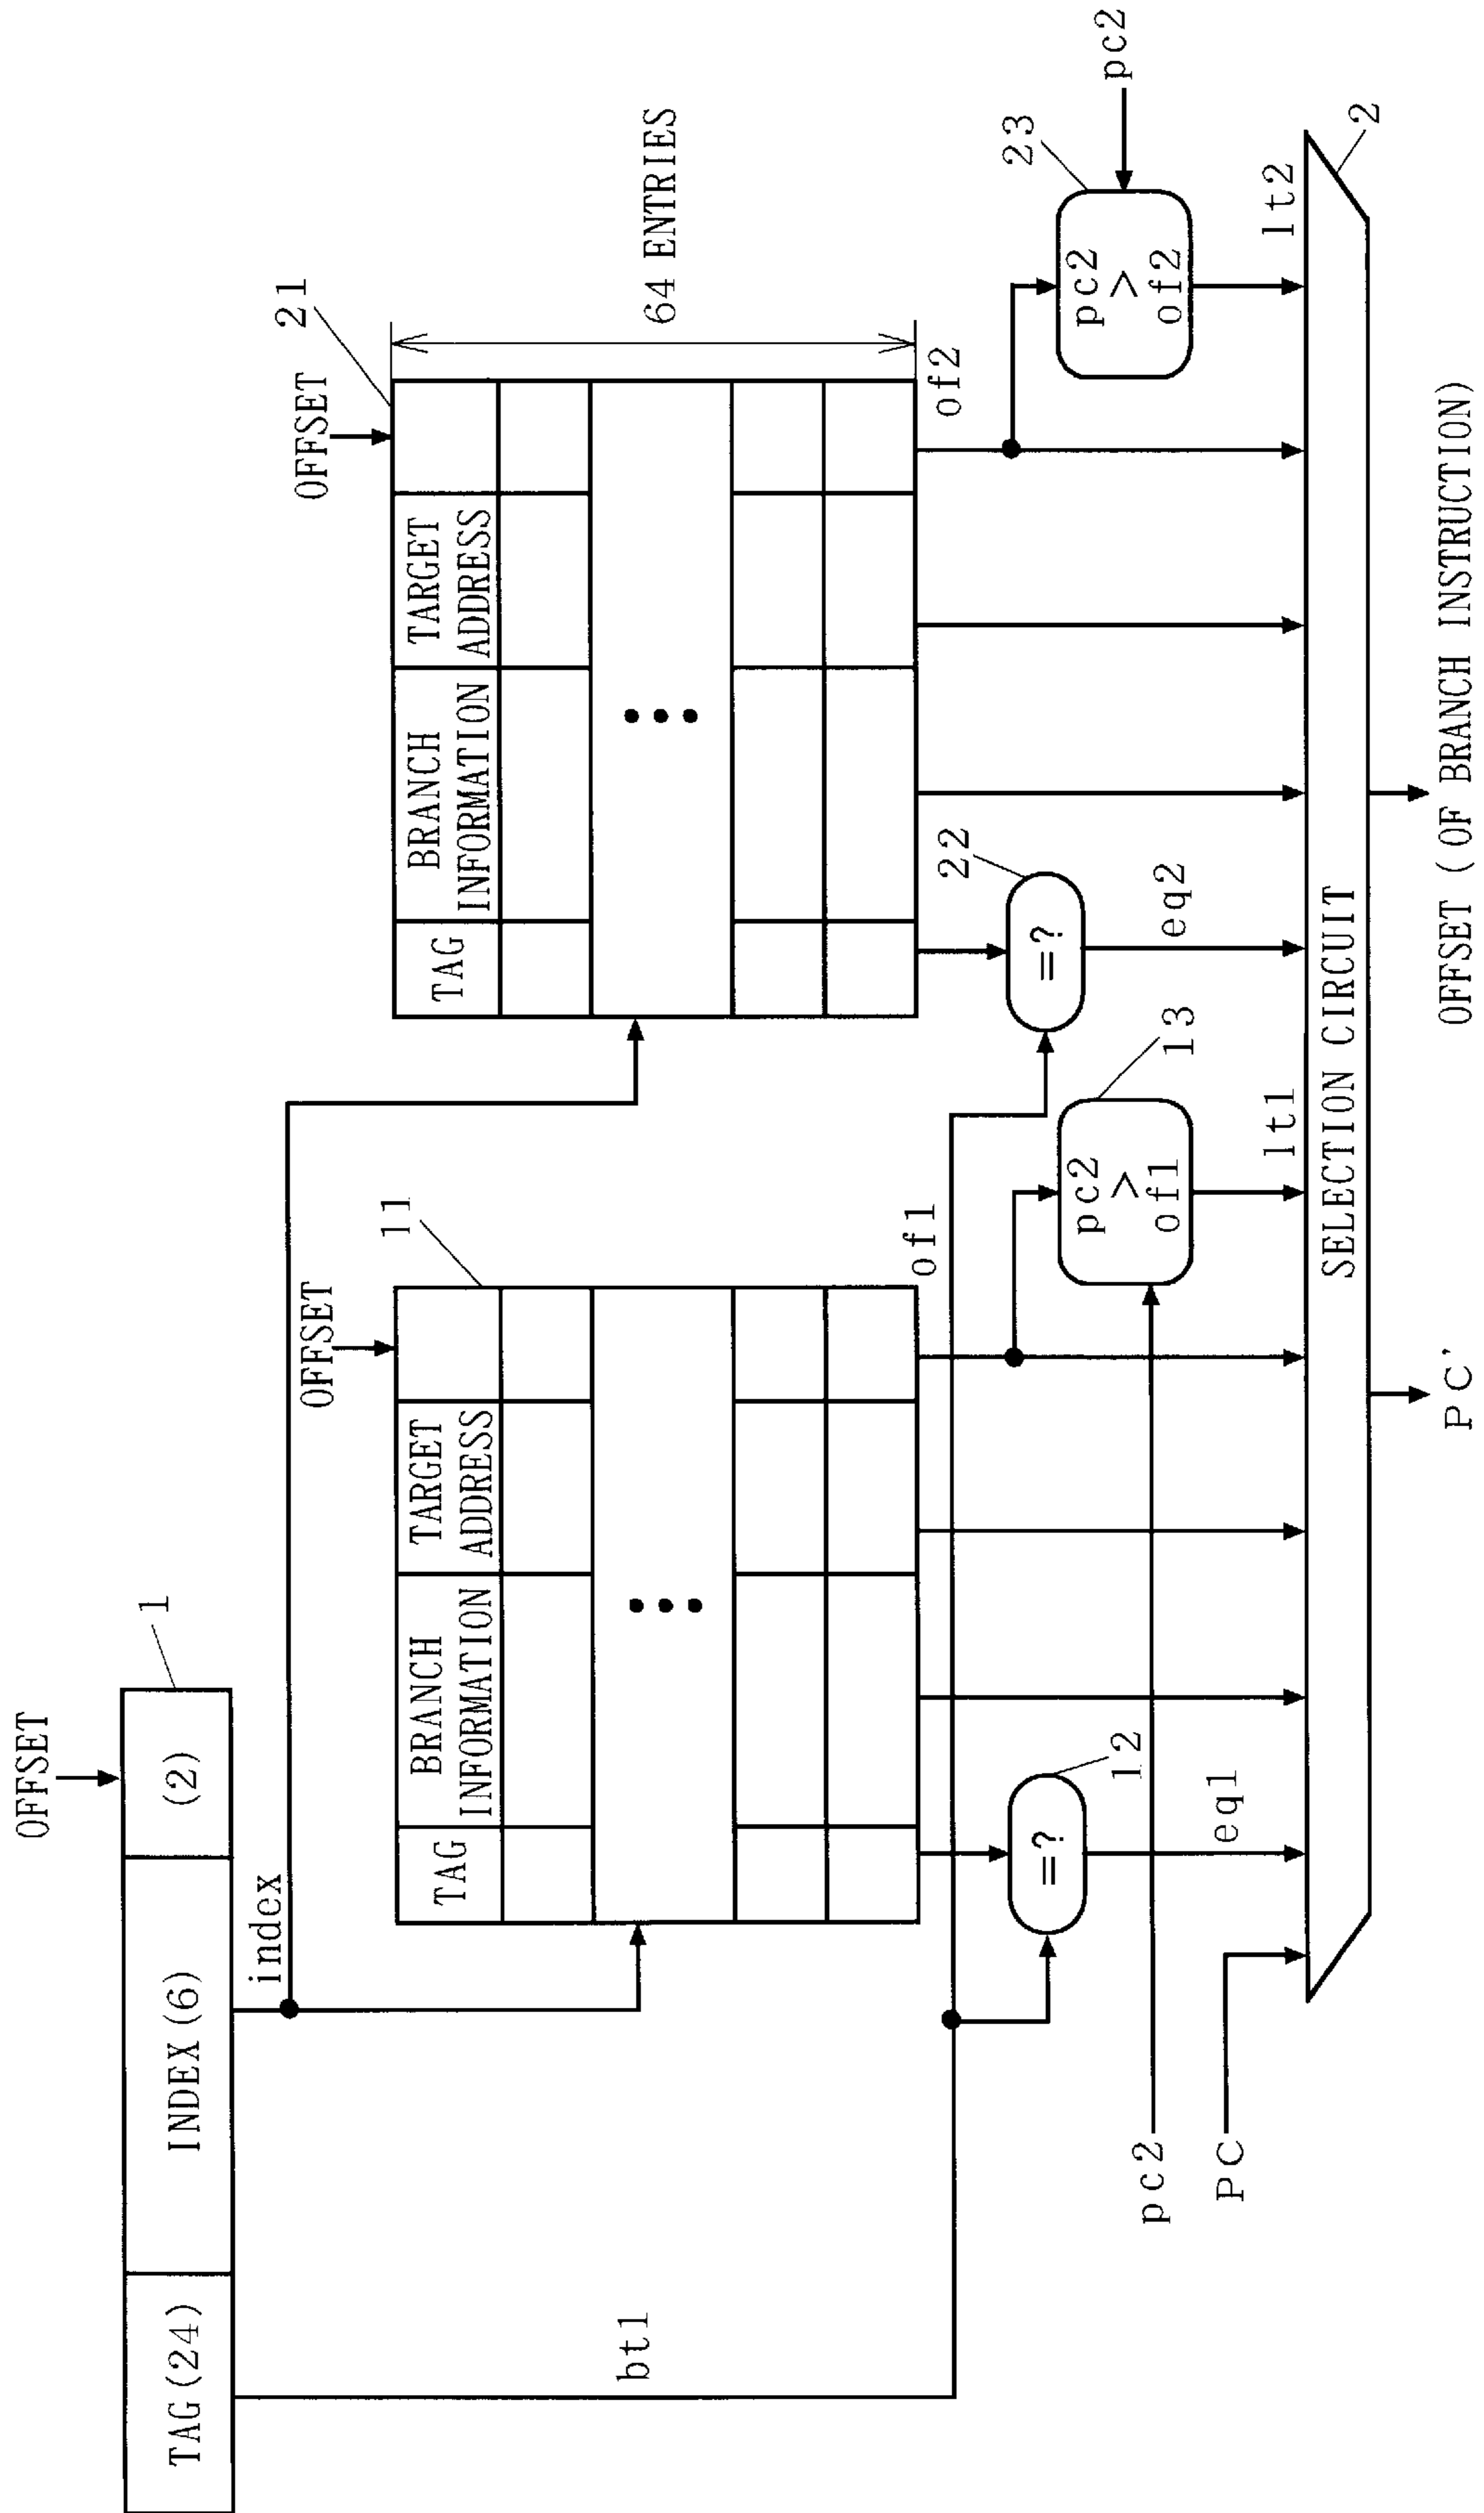 OFFSET
1
TAG(24)
INDEX(6)
(2)
index
bt1
OFFSET
11
TAG
BRANCH
INFORMATION
TARGET
ADDRESS
OFFSET
21
TAG
BRANCH
INFORMATION
TARGET
ADDRESS
64 ENTRIES
of1
of2
=?
12
eq1
pc2
>
of1
13
lt1
=?
22
eq2
pc2
>
of2
23
lt2
pc2
pc2
PC
SELECTION CIRCUIT
2
PC'
OFFSET (OF BRANCH INSTRUCTION)